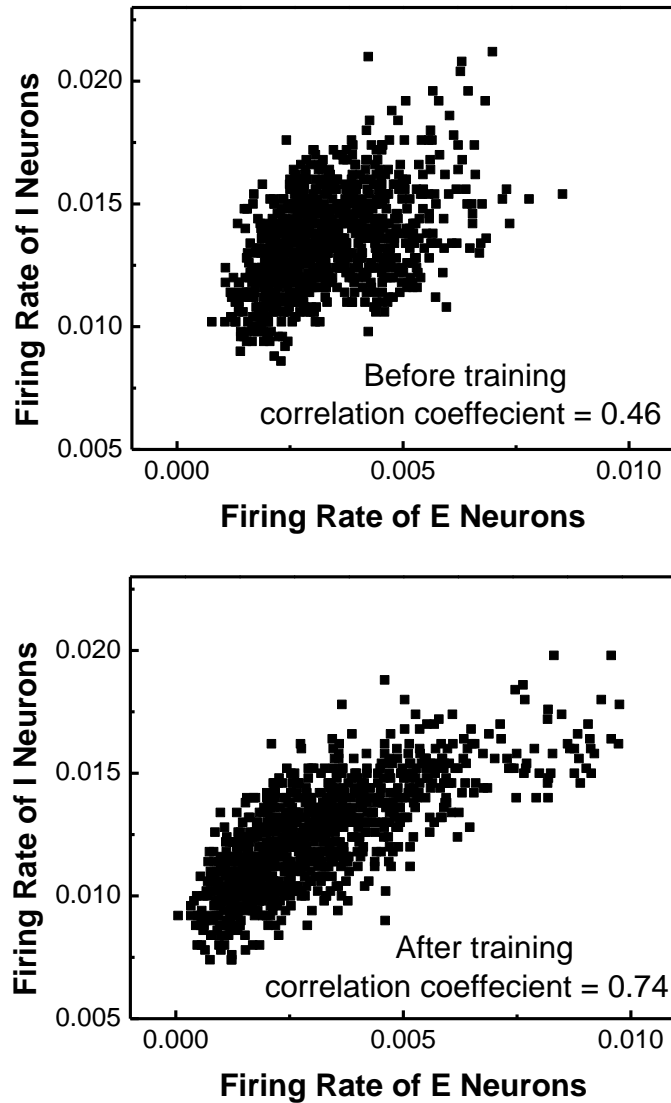 Firing Rate of I Neurons
0.020
0.015
0.010
0.005
Before training
correlation coeffecient = 0.46
0.000 0.005 0.010
Firing Rate of E Neurons
Firing Rate of I Neurons
0.020
0.015
0.010
0.005
After training
correlation coeffecient = 0.74
0.000 0.005 0.010
Firing Rate of E Neurons